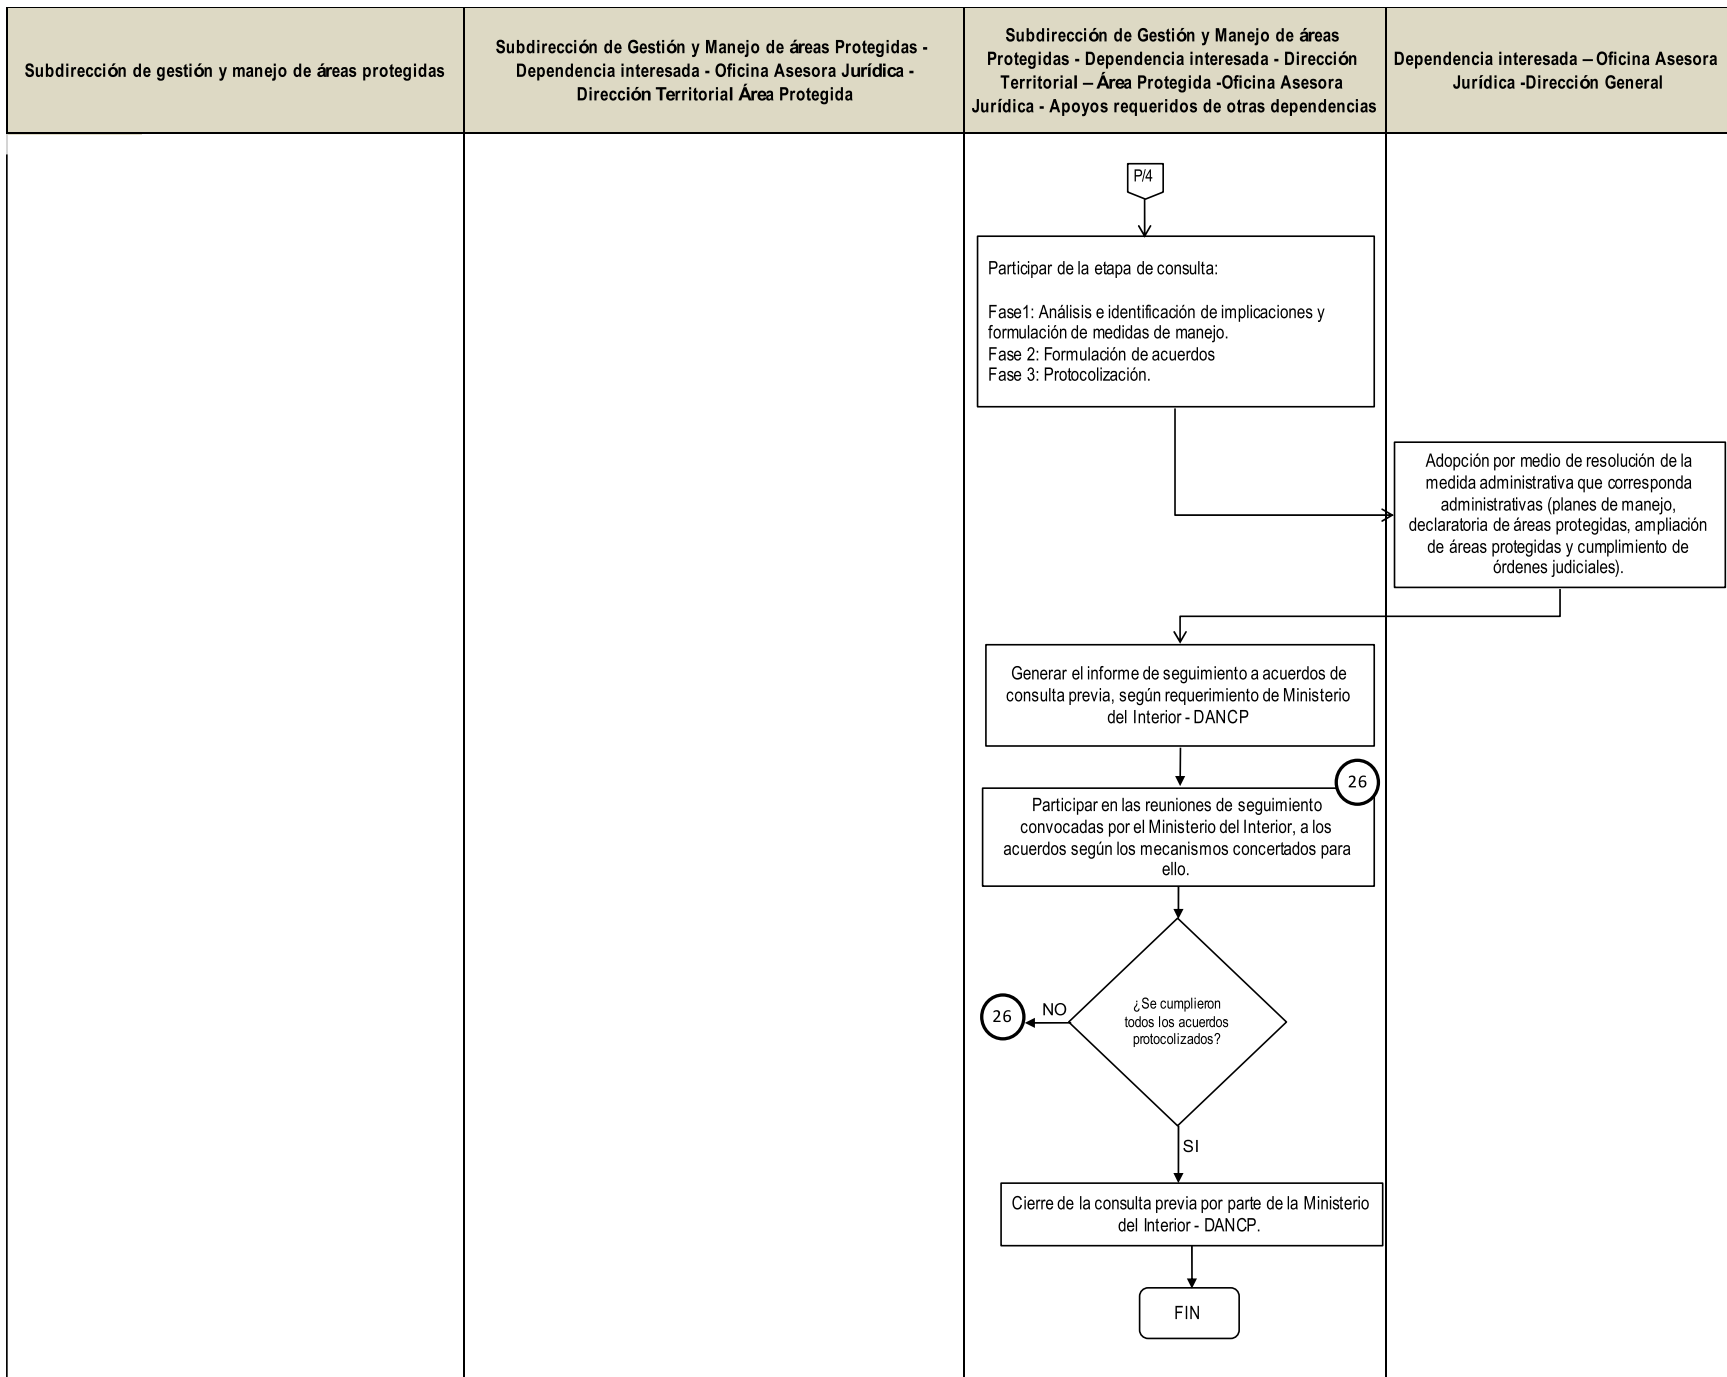 Subdirección de gestión y manejo de áreas protegidas
Subdirección de Gestión y Manejo de áreas Protegidas -
Dependencia interesada - Oficina Asesora Jurídica -
Dirección Territorial Área Protegida
Subdirección de Gestión y Manejo de áreas
Protegidas - Dependencia interesada - Dirección
Territorial – Área Protegida -Oficina Asesora
Jurídica - Apoyos requeridos de otras dependencias
Dependencia interesada – Oficina Asesora
Jurídica -Dirección General
P/4
Participar de la etapa de consulta:
Fase1: Análisis e identificación de implicaciones y
formulación de medidas de manejo.
Fase 2: Formulación de acuerdos
Fase 3: Protocolización.
Adopción por medio de resolución de la
medida administrativa que corresponda
administrativas (planes de manejo,
declaratoria de áreas protegidas, ampliación
de áreas protegidas y cumplimiento de
órdenes judiciales).
Generar el informe de seguimiento a acuerdos de
consulta previa, según requerimiento de Ministerio
del Interior - DANCP
26
Participar en las reuniones de seguimiento
convocadas por el Ministerio del Interior, a los
acuerdos según los mecanismos concertados para
ello.
¿Se cumplieron
todos los acuerdos
protocolizados?
NO
26
SI
Cierre de la consulta previa por parte de la Ministerio
del Interior - DANCP.
FIN